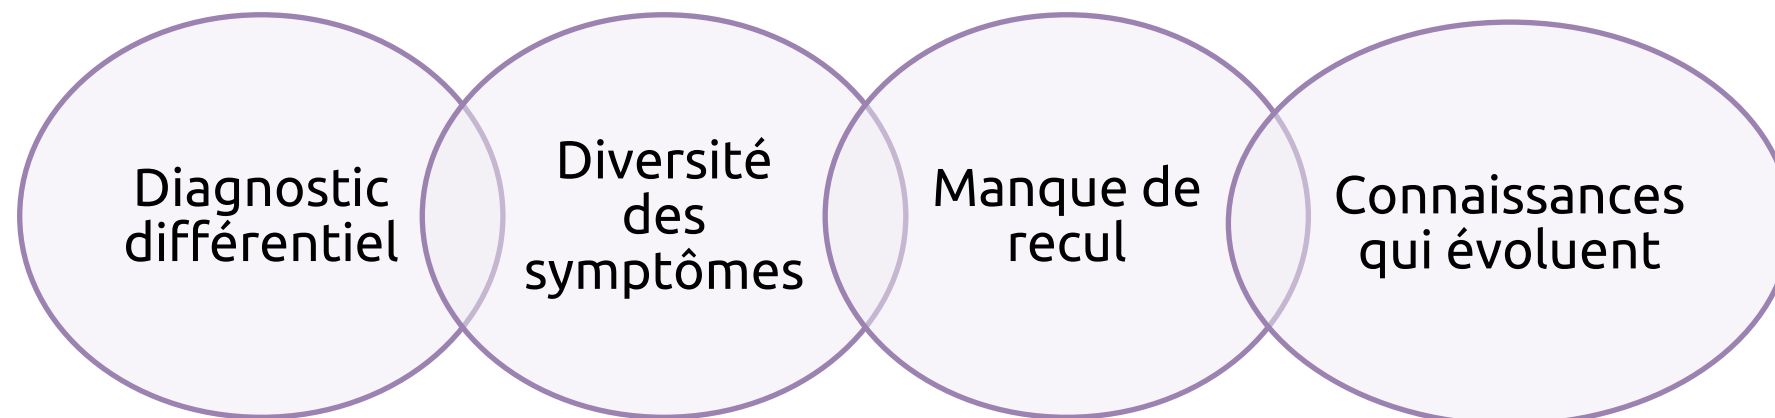 Diagnostic
différentiel
Diversité
des
symptômes
Manque de
recul
Connaissances
qui évoluent